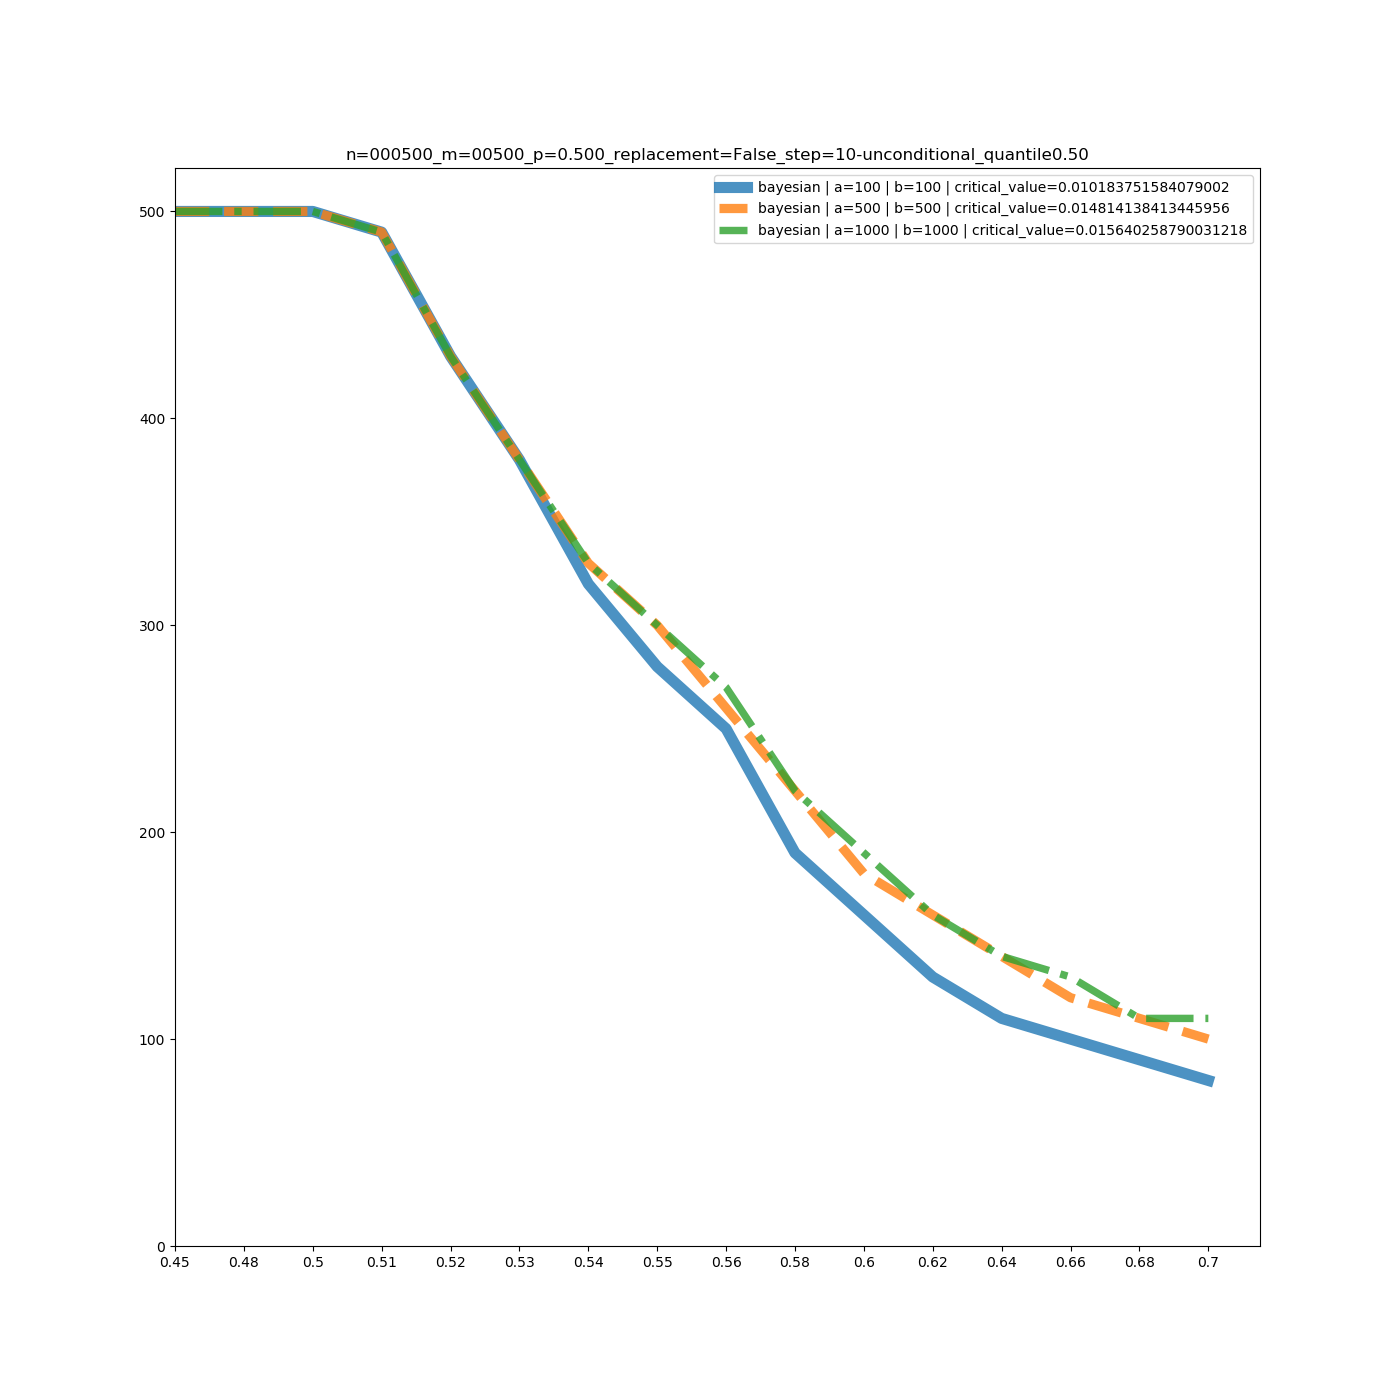 n=000500_m=00500_p=0.500_replacement=False_step=10-unconditional_quantile0.50
bayesian | a=100 | b=100 | critical_value=0.010183751584079002
bayesian | a=500 | b=500 | critical_value=0.014814138413445956
bayesian | a=1000 | b=1000 | critical_value=0.015640258790031218
500
400
300
200
100
0
0.45 0.48 0.5 0.51 0.52 0.53 0.54 0.55 0.56 0.58 0.6 0.62 0.64 0.66 0.68 0.7